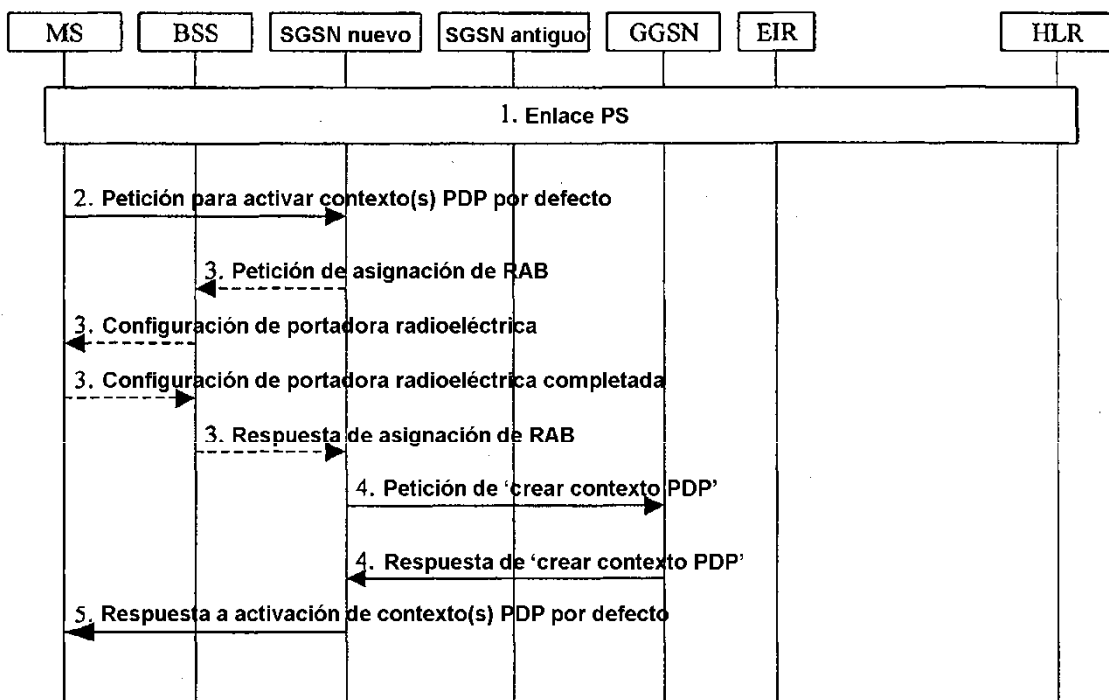 MS BSS SGSN nuevo SGSN antiguo GGSN EIR HLR
1. Enlace PS
2. Petición para activar contexto(s) PDP por defecto
3. Petición de asignación de RAB
3. Configuración de portadora radioeléctrica
3. Configuración de portadora radioeléctrica completada
3. Respuesta de asignación de RAB
4. Petición de ‘crear contexto PDP’
4. Respuesta de ‘crear contexto PDP’
5. Respuesta a activación de contexto(s) PDP por defecto